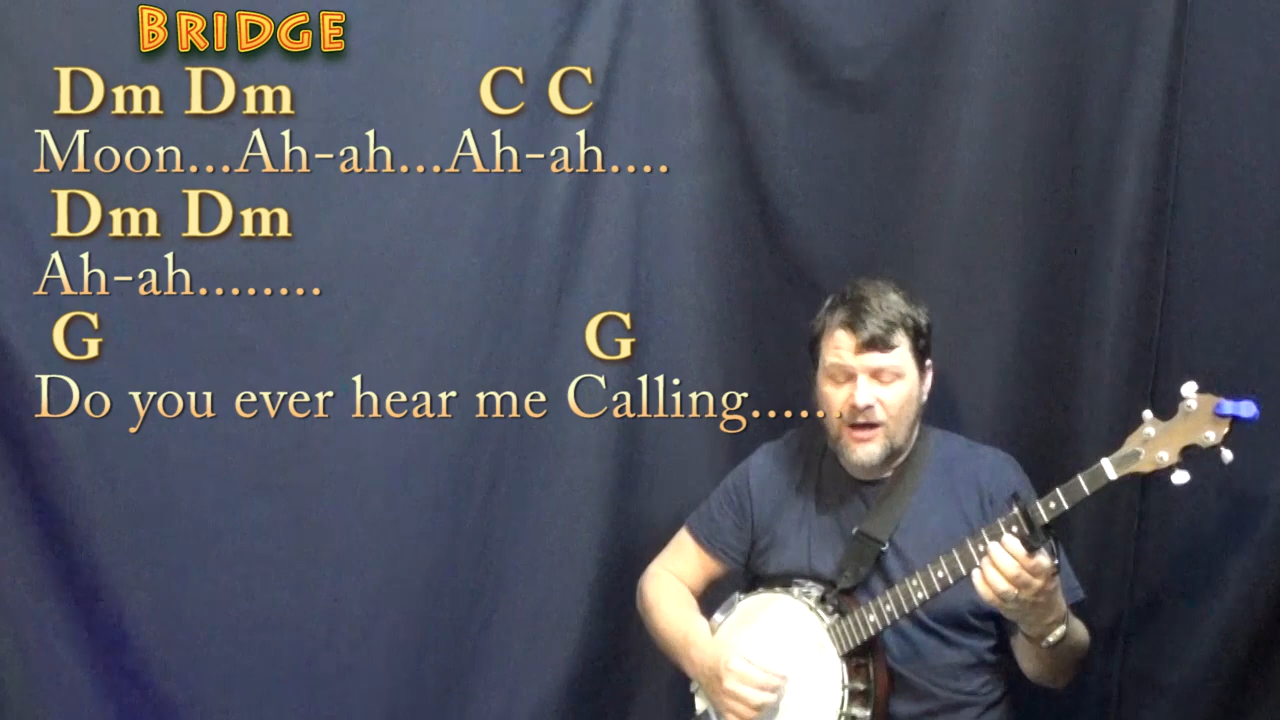 BRIDGE
Dm Dm C C
Moon...Ah-ah...Ah-ah....
Dm Dm
Ah-ah........
G G
Do you ever hear me Calling......